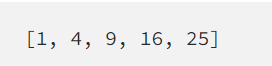 [1, 4, 9, 16, 25]